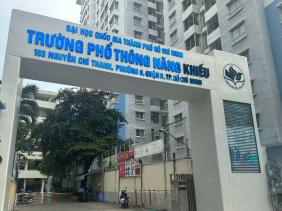 ĐẠI HỌC QUỐC GIA THÀNH PHỐ HỒ CHÍ MINH
TRƯỜNG PHỔ THÔNG NĂNG KHIẾU
153 NGUYỄN CHÍ THANH, PHƯỜNG 9, QUẬN 5, TP. HỒ CHÍ MINH